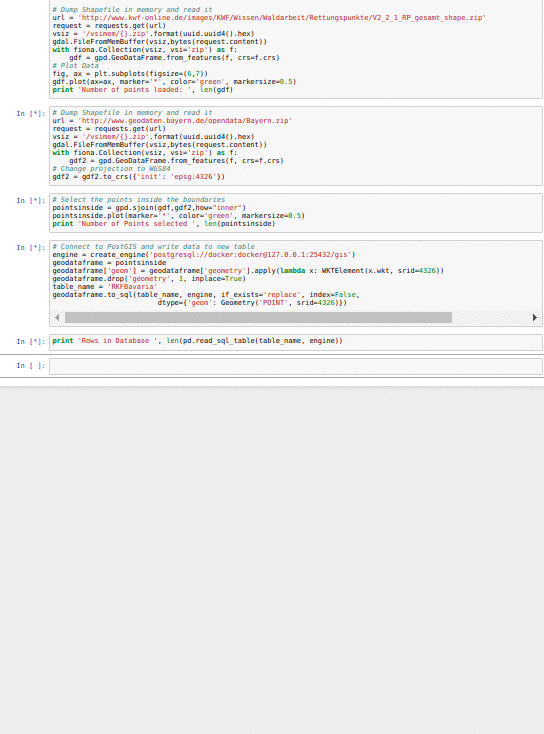 # Dump Shapefile in memory and read it
url = 'http://www.kwf-online.de/images/KWF/Wissen/Waldarbeit/Rettungspunkte/V2_2_1_RP_gesamt_shape.zip'
request = requests.get(url)
vsiz = '/vsimem/{}.zip'.format(uuid.uuid4().hex)
gdal.FileFromMemBuffer(vsiz,bytes(request.content))
with fiona.Collection(vsiz, vsi='zip') as f:
    gdf = gpd.GeoDataFrame.from_features(f, crs=f.crs)
# Plot Data
fig, ax = plt.subplots(figsize=(6,7))
gdf.plot(ax=ax, marker='*', color='green', markersize=0.5)
print 'Number of points loaded: ', len(gdf)
In [*]: # Dump Shapefile in memory and read it
url = 'http://www.geodaten.bayern.de/opendata/Bayern.zip'
request = requests.get(url)
vsiz = '/vsimem/{}.zip'.format(uuid.uuid4().hex)
gdal.FileFromMemBuffer(vsiz,bytes(request.content))
with fiona.Collection(vsiz, vsi='zip') as f:
    gdf2 = gpd.GeoDataFrame.from_features(f, crs=f.crs)
# Change projection to WGS84
gdf2 = gdf2.to_crs({'init': 'epsg:4326'})
In [*]: # Select the points inside the boundaries
pointsinside = gpd.sjoin(gdf,gdf2,how="inner")
pointsinside.plot(marker='*', color='green', markersize=0.5)
print 'Number of Points selected ', len(pointsinside)
In [*]: # Connect to PostGIS and write data to new table
engine = create_engine('postgresql://docker:docker@127.0.0.1:25432/gis')
geodataframe = pointsinside
geodataframe['geom'] = geodataframe['geometry'].apply(lambda x: WKTElement(x.wkt, srid=4326))
geodataframe.drop('geometry', 1, inplace=True)
table_name = 'RKFBavaria'
geodataframe.to_sql(table_name, engine, if_exists='replace', index=False,
                         dtype={'geom': Geometry('POINT', srid=4326)})
In [*]: print 'Rows in Database ', len(pd.read_sql_table(table_name, engine))
In [ ]: